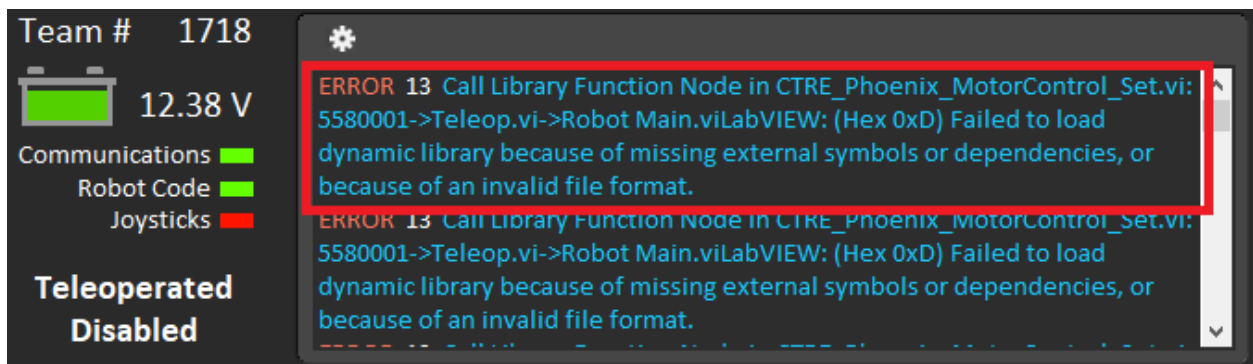 Team # 1718
12.38 V
Communications
Robot Code
Joysticks
Teleoperated
Disabled
ERROR 13 Call Library Function Node in CTRE_Phoenix_MotorControl_Set.vi:
5580001->Teleop.vi->Robot Main.viLabVIEW: (Hex 0xD) Failed to load
dynamic library because of missing external symbols or dependencies, or
because of an invalid file format.
ERROR 13 Call Library Function Node in CTRE_Phoenix_MotorControl_Set.vi:
5580001->Teleop.vi->Robot Main.viLabVIEW: (Hex 0xD) Failed to load
dynamic library because of missing external symbols or dependencies, or
because of an invalid file format.